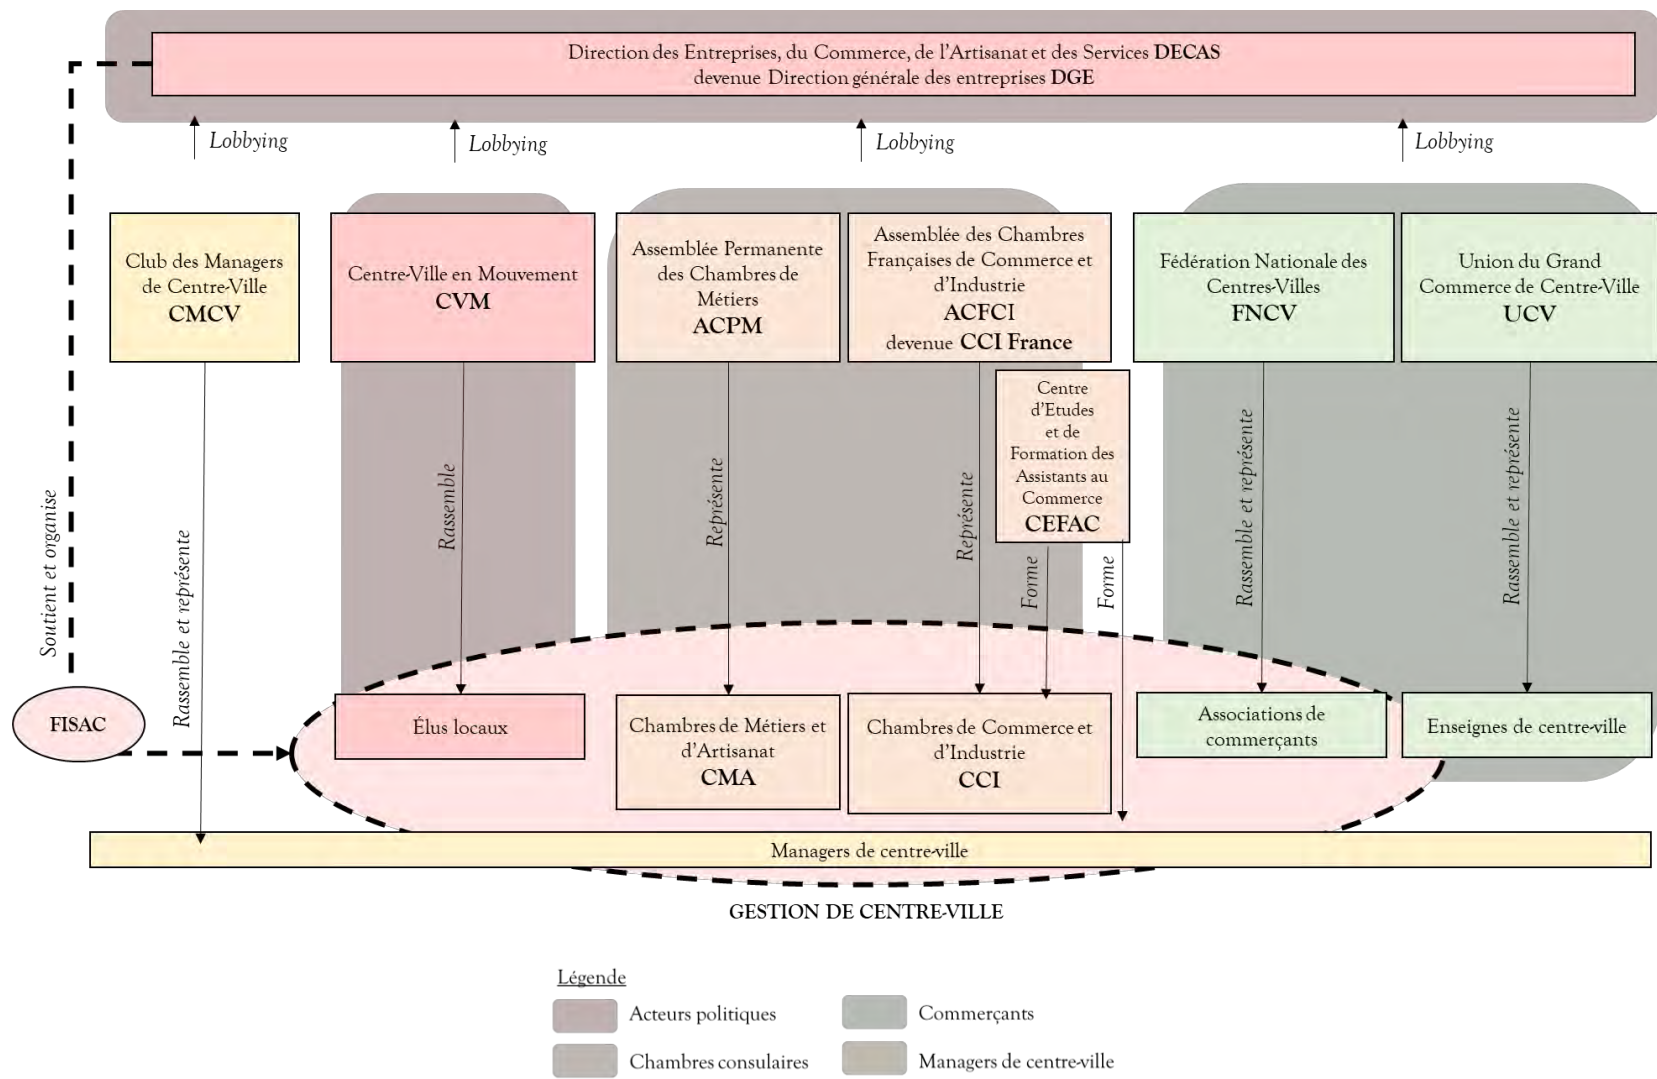 Direction des Entreprises, du Commerce, de l'Artisanat et des Services DECAS
devenue Direction générale des entreprises DGE
Lobbying
Lobbying
Lobbying
Lobbying
Club des Managers
de Centre-Ville
CMCV
Centre-Ville en Mouvement
CVM
Assemblée Permanente
des Chambres de
Métiers
ACPM
Assemblée des Chambres
Françaises de Commerce et
d'Industrie
ACFCI
devenue CCI France
Fédération Nationale des
Centres-Villes
FNCV
Union du Grand
Commerce de Centre-Ville
UCV
Centre
d'Etudes
et de
Formation des
Assistants au
Commerce
CEFAC
Soutient et organise
Rassemble et représente
Rassemble
Représente
Représente
Forme
Forme
Rassemble et représente
Rassemble et représente
FISAC
Élus locaux
Chambres de Métiers et
d'Artisanat
CMA
Chambres de Commerce et
d'Industrie
CCI
Associations de
commerçants
Enseignes de centre-ville
Managers de centre-ville
GESTION DE CENTRE-VILLE
Légende
Acteurs politiques
Commerçants
Chambres consulaires
Managers de centre-ville